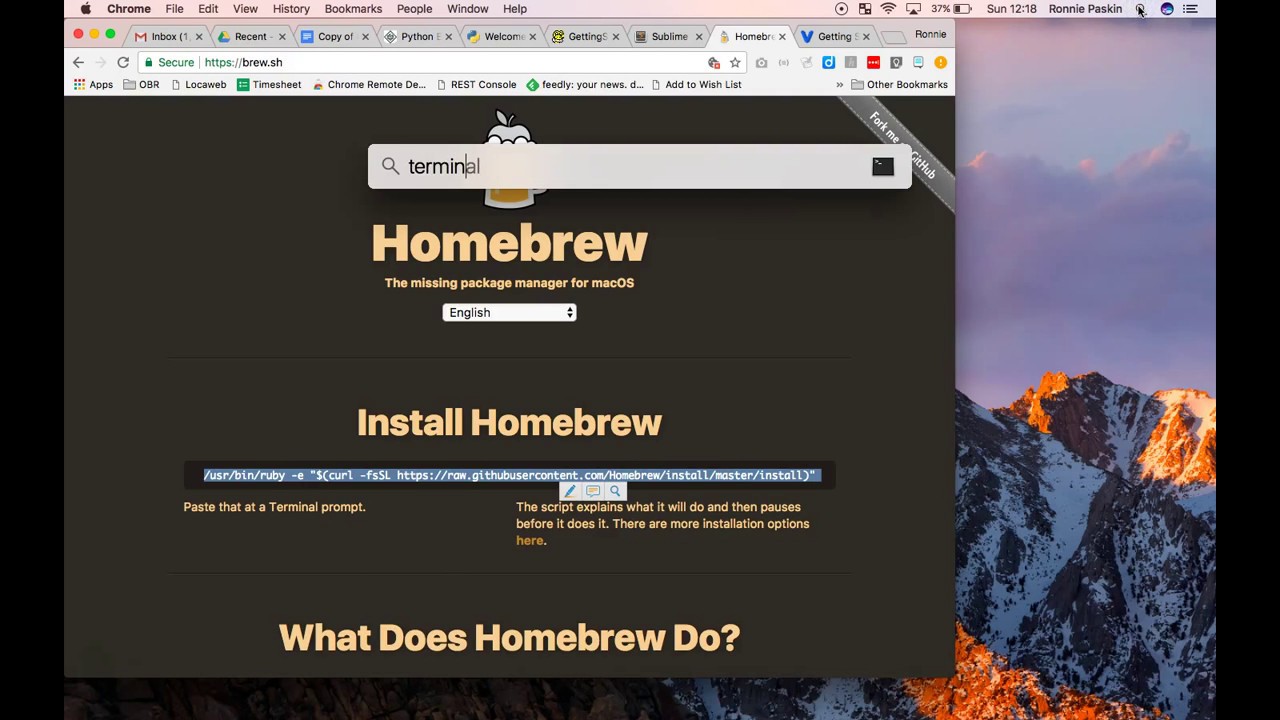 Chrome File Edit View History Bookmarks People Window Help 37% Sun 12:18 Ronnie Paskin
Inbox (1, Recent - Copy of Python E Welcome GettingS Sublime Homebre Getting S Ronnie
Secure https://brew.sh
Apps OBR Locaweb Timesheet Chrome Remote De... REST Console feedly: your news. d... Add to Wish List » Other Bookmarks
Fork me GitHub
terminal
Homebrew
The missing package manager for macOS
English
Install Homebrew
/usr/bin/ruby -e "$(curl -fsSL https://raw.githubusercontent.com/Homebrew/install/master/install)"
Paste that at a Terminal prompt.
The script explains what it will do and then pauses
before it does it. There are more installation options
here.
What Does Homebrew Do?